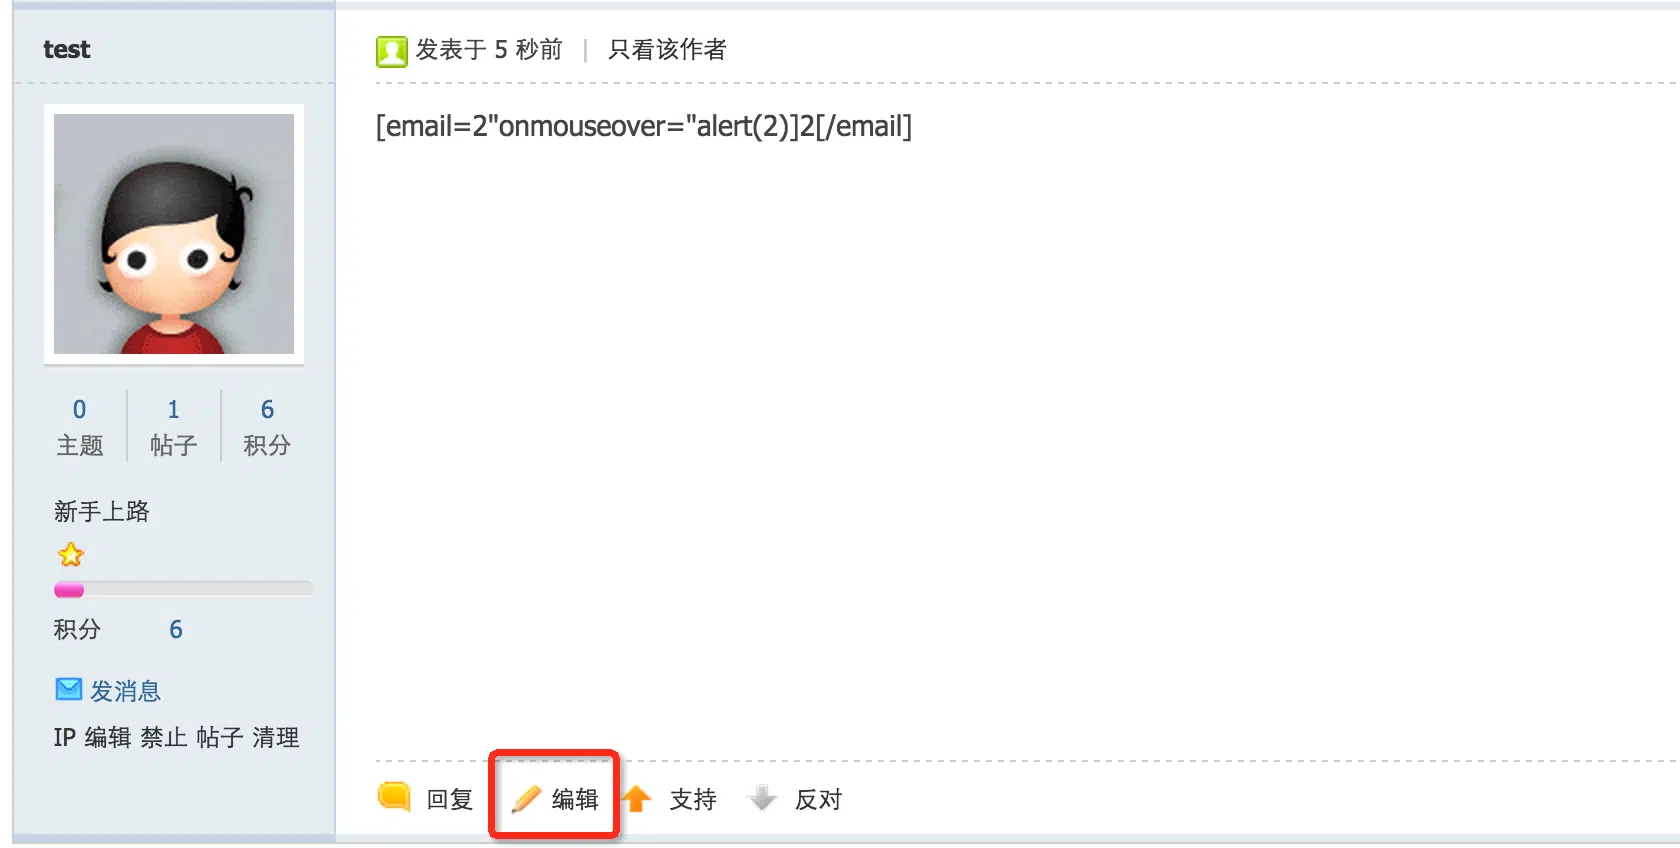 test
发表于 5 秒前 | 只看该作者
[email=2"onmouseover="alert(2)]2[/email]
0 1 6
主题 帖子 积分
新手上路
积分 6
发消息
IP 编辑 禁止 帖子 清理
回复 编辑 支持 反对